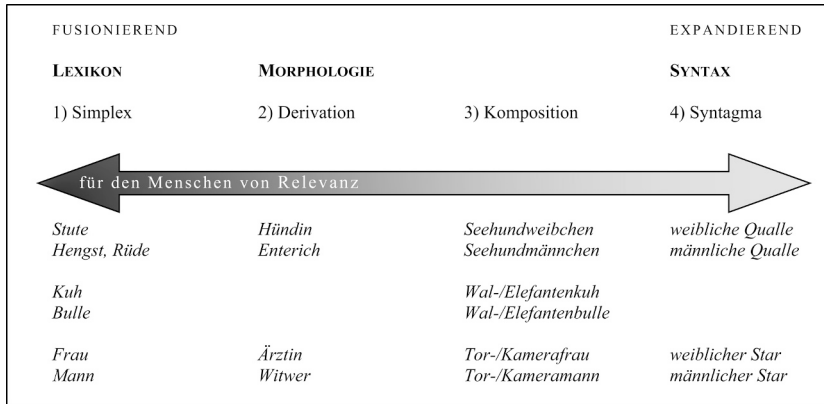 FUSIONIEREND EXPANDIEREND
LEXIKON MORPHOLOGIE SYNTAX
1) Simplex 2) Derivation 3) Komposition 4) Syntagma
für den Menschen von Relevanz
Stute Hündin Seehundweibchen weibliche Qualle
Hengst, Rüde Enterich Seehundmännchen männliche Qualle
Kuh Wal-/Elefantenkuh
Bulle Wal-/Elefantenbulle
Frau Ärztin Tor-/Kamerafrau weiblicher Star
Mann Witwer Tor-/Kameramann männlicher Star